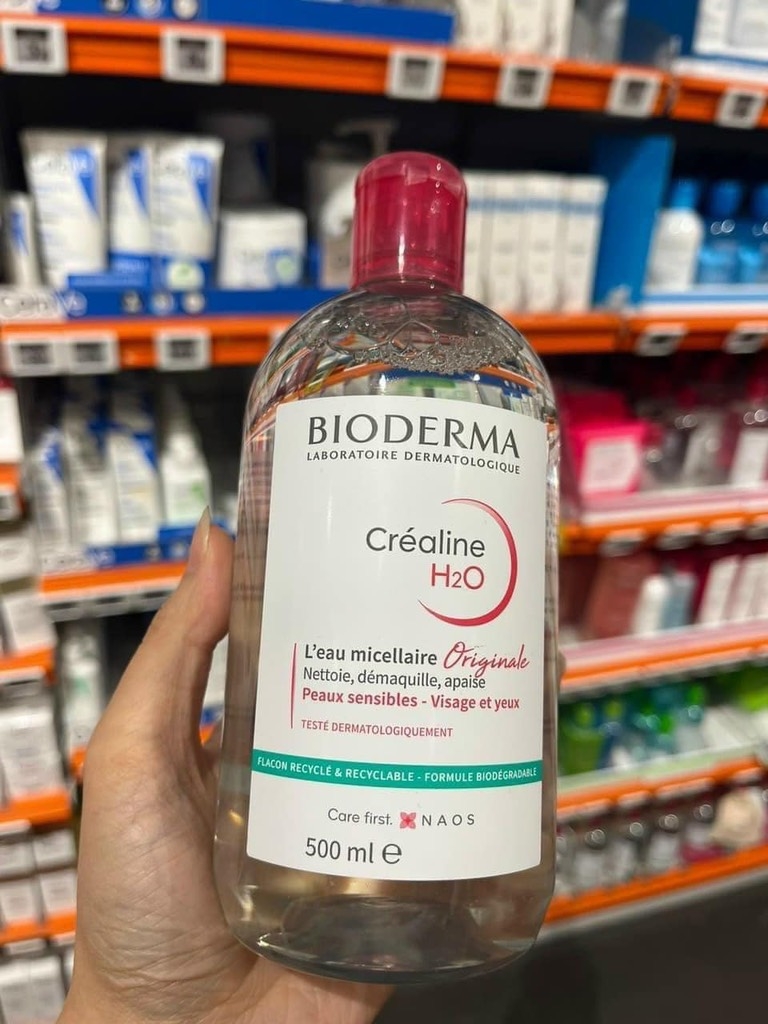 BIODERMA
LABORATOIRE DERMATOLOGIQUE
Créaline
H2O
L'eau micellaire Originale
Nettoie, démaquille, apaise
Peaux sensibles - Visage et yeux
TESTÉ DERMATOLOGIQUEMENT
FLACON RECYCLÉ & RECYCLABLE - FORMULE BIODÉGRADABLE
Care first. NAOS
500 ml ℮